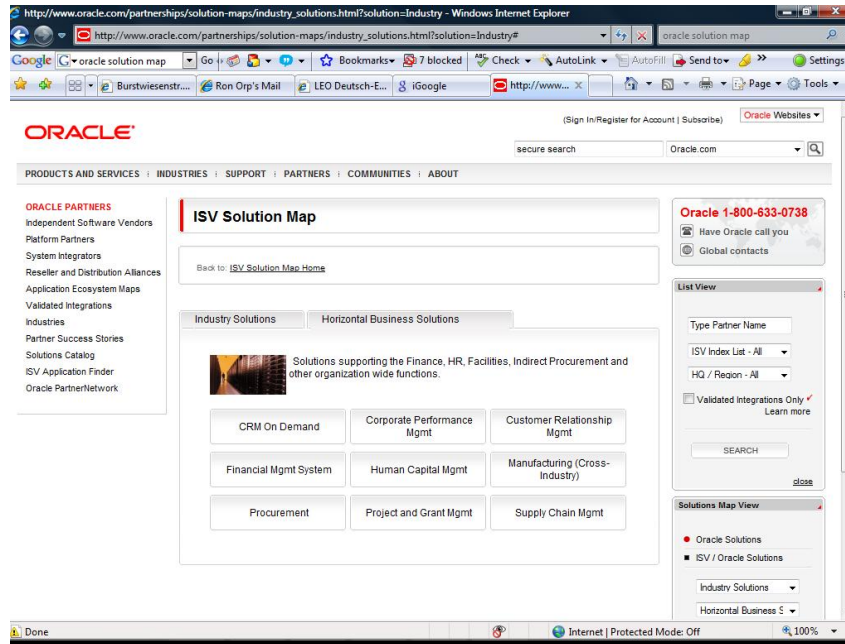 http://www.oracle.com/partnerships/solution-maps/industry_solutions.html?solution=Industry - Windows Internet Explorer
http://www.oracle.com/partnerships/solution-maps/industry_solutions.html?solution=Industry#
oracle solution map
Google
oracle solution map
Go
Bookmarks
7 blocked
Check
AutoLink
AutoFill
Send to
Settings
Burstwiesenstr....
Ron Orp's Mail
LEO Deutsch-E...
iGoogle
http://www...
Page
Tools
(Sign In/Register for Account | Subscribe)
Oracle Websites
ORACLE
secure search
Oracle.com
PRODUCTS AND SERVICES
INDUSTRIES
SUPPORT
PARTNERS
COMMUNITIES
ABOUT
ORACLE PARTNERS
Independent Software Vendors
Platform Partners
System Integrators
Reseller and Distribution Alliances
Application Ecosystem Maps
Validated Integrations
Industries
Partner Success Stories
Solutions Catalog
ISV Application Finder
Oracle PartnerNetwork
ISV Solution Map
Back to: ISV Solution Map Home
Industry Solutions
Horizontal Business Solutions
Solutions supporting the Finance, HR, Facilities, Indirect Procurement and
other organization wide functions.
CRM On Demand
Corporate Performance
Mgmt
Customer Relationship
Mgmt
Financial Mgmt System
Human Capital Mgmt
Manufacturing (Cross-
Industry)
Procurement
Project and Grant Mgmt
Supply Chain Mgmt
Oracle 1-800-633-0738
Have Oracle call you
Global contacts
List View
Type Partner Name
ISV Index List - All
HQ / Region - All
Validated Integrations Only
Learn more
SEARCH
close
Solutions Map View
Oracle Solutions
ISV / Oracle Solutions
Industry Solutions
Horizontal Business S
Done
Internet | Protected Mode: Off
100%